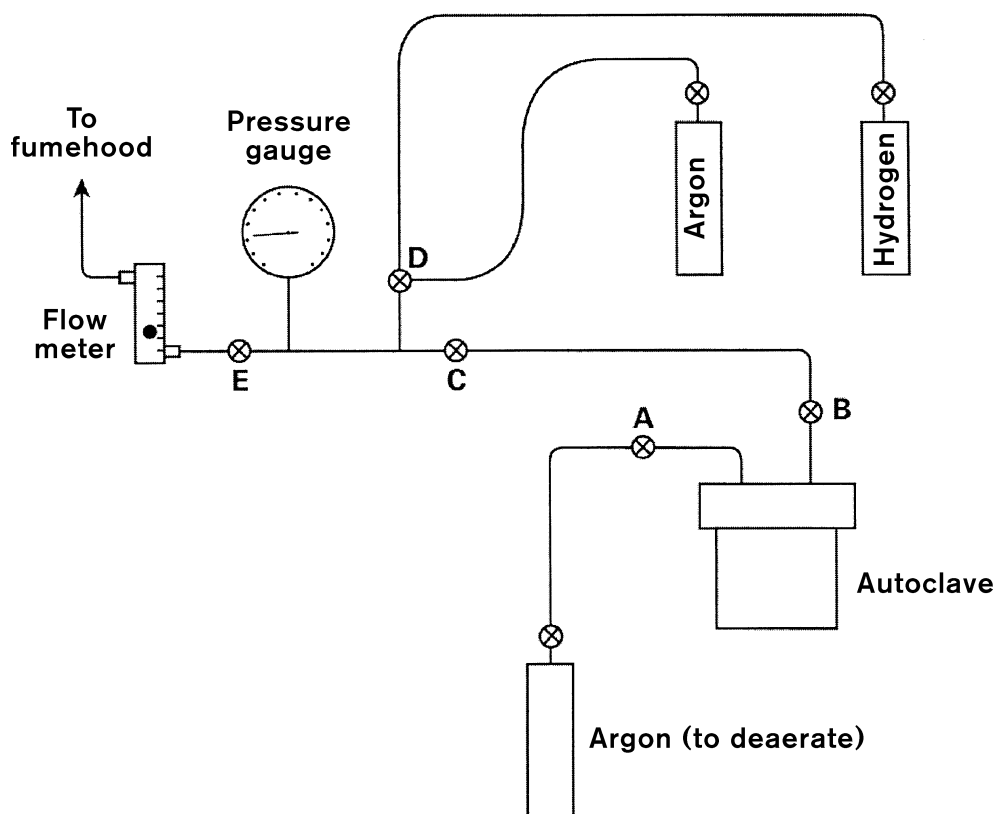 To
fumehood
Pressure
gauge
Argon
Hydrogen
D
Flow
meter
E
C
B
A
Autoclave
Argon (to deaerate)